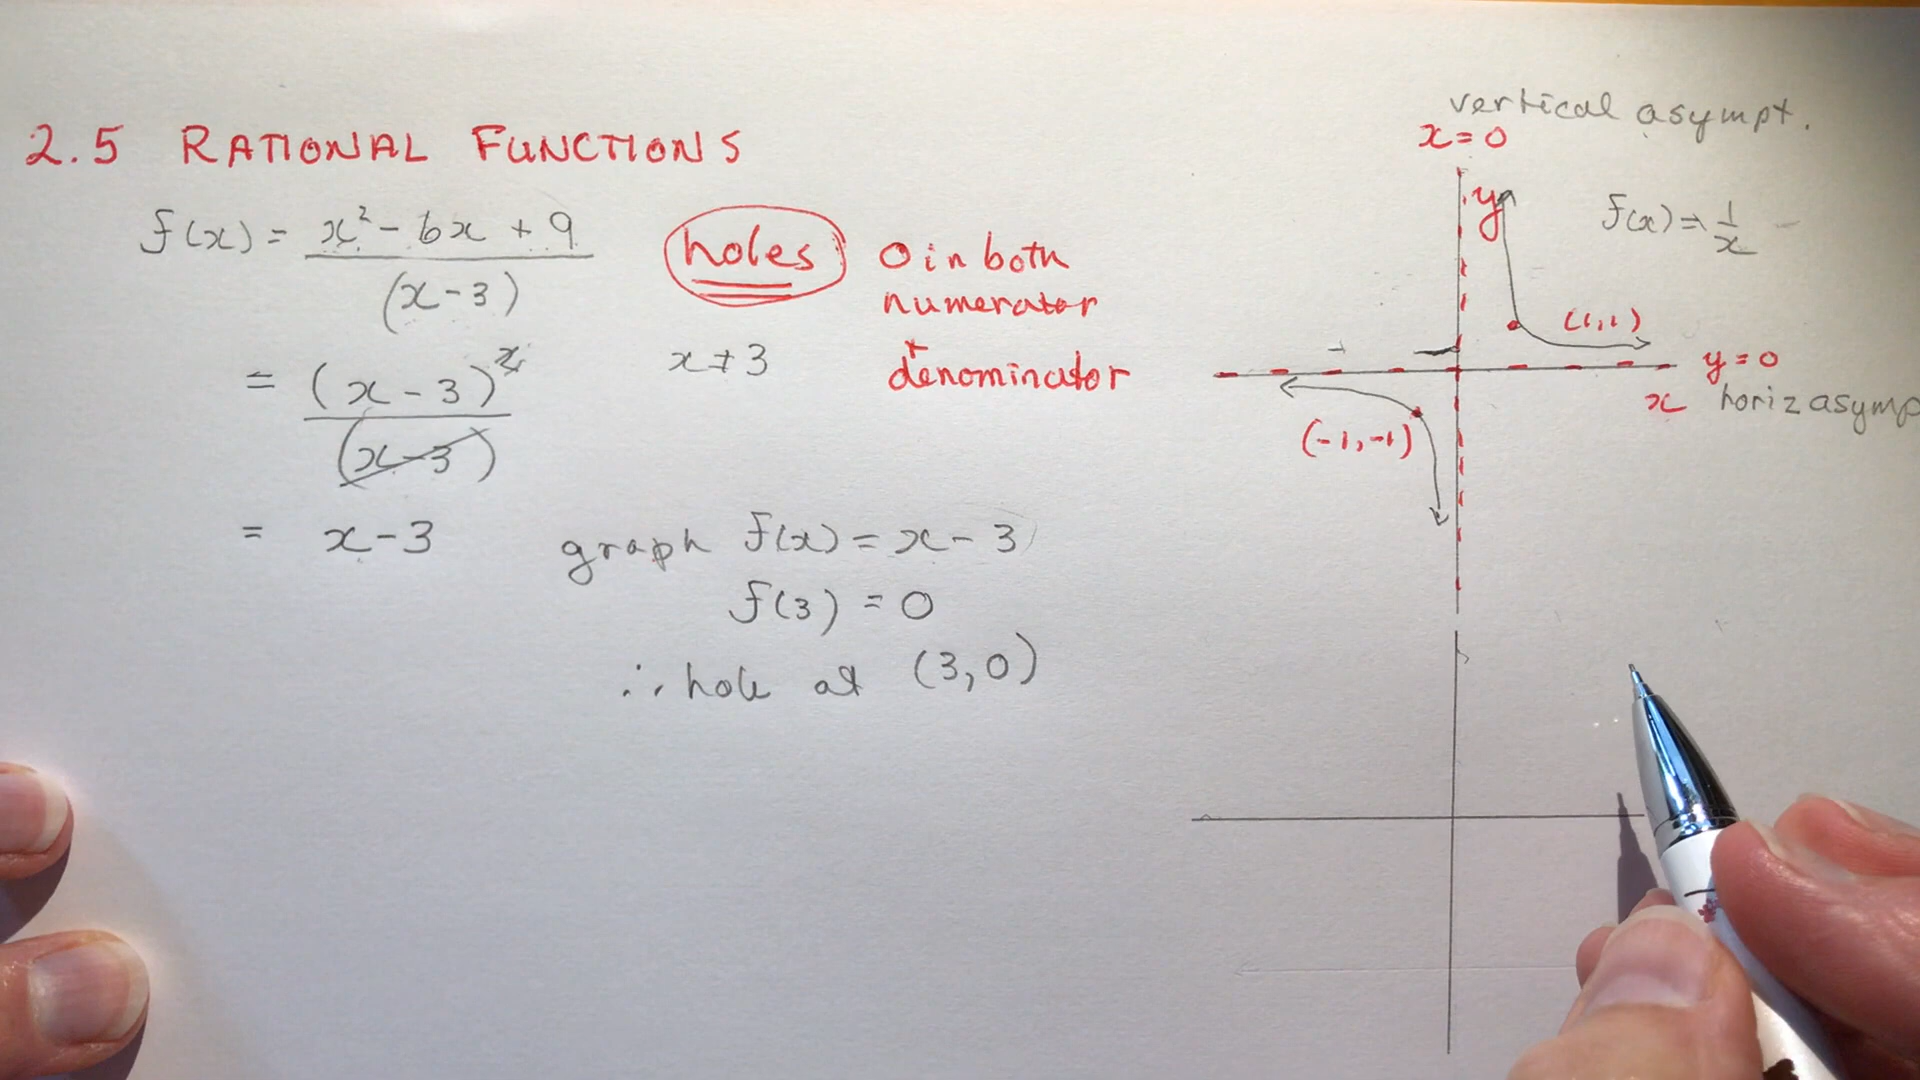 2.5 RATIONAL FUNCTIONS
f(x) = x² - 6x + 9
(x-3)
= (x-3)²
(x-3)
= x-3
holes
x ≠ 3
0 in both
numerator
+
denominator
graph f(x) = x-3
f(3) = 0
∴ hole at (3,0)
vertical asympt.
x=0
y
f(x) = 1/x
(1,1)
y=0
x horiz asymp
(-1,-1)